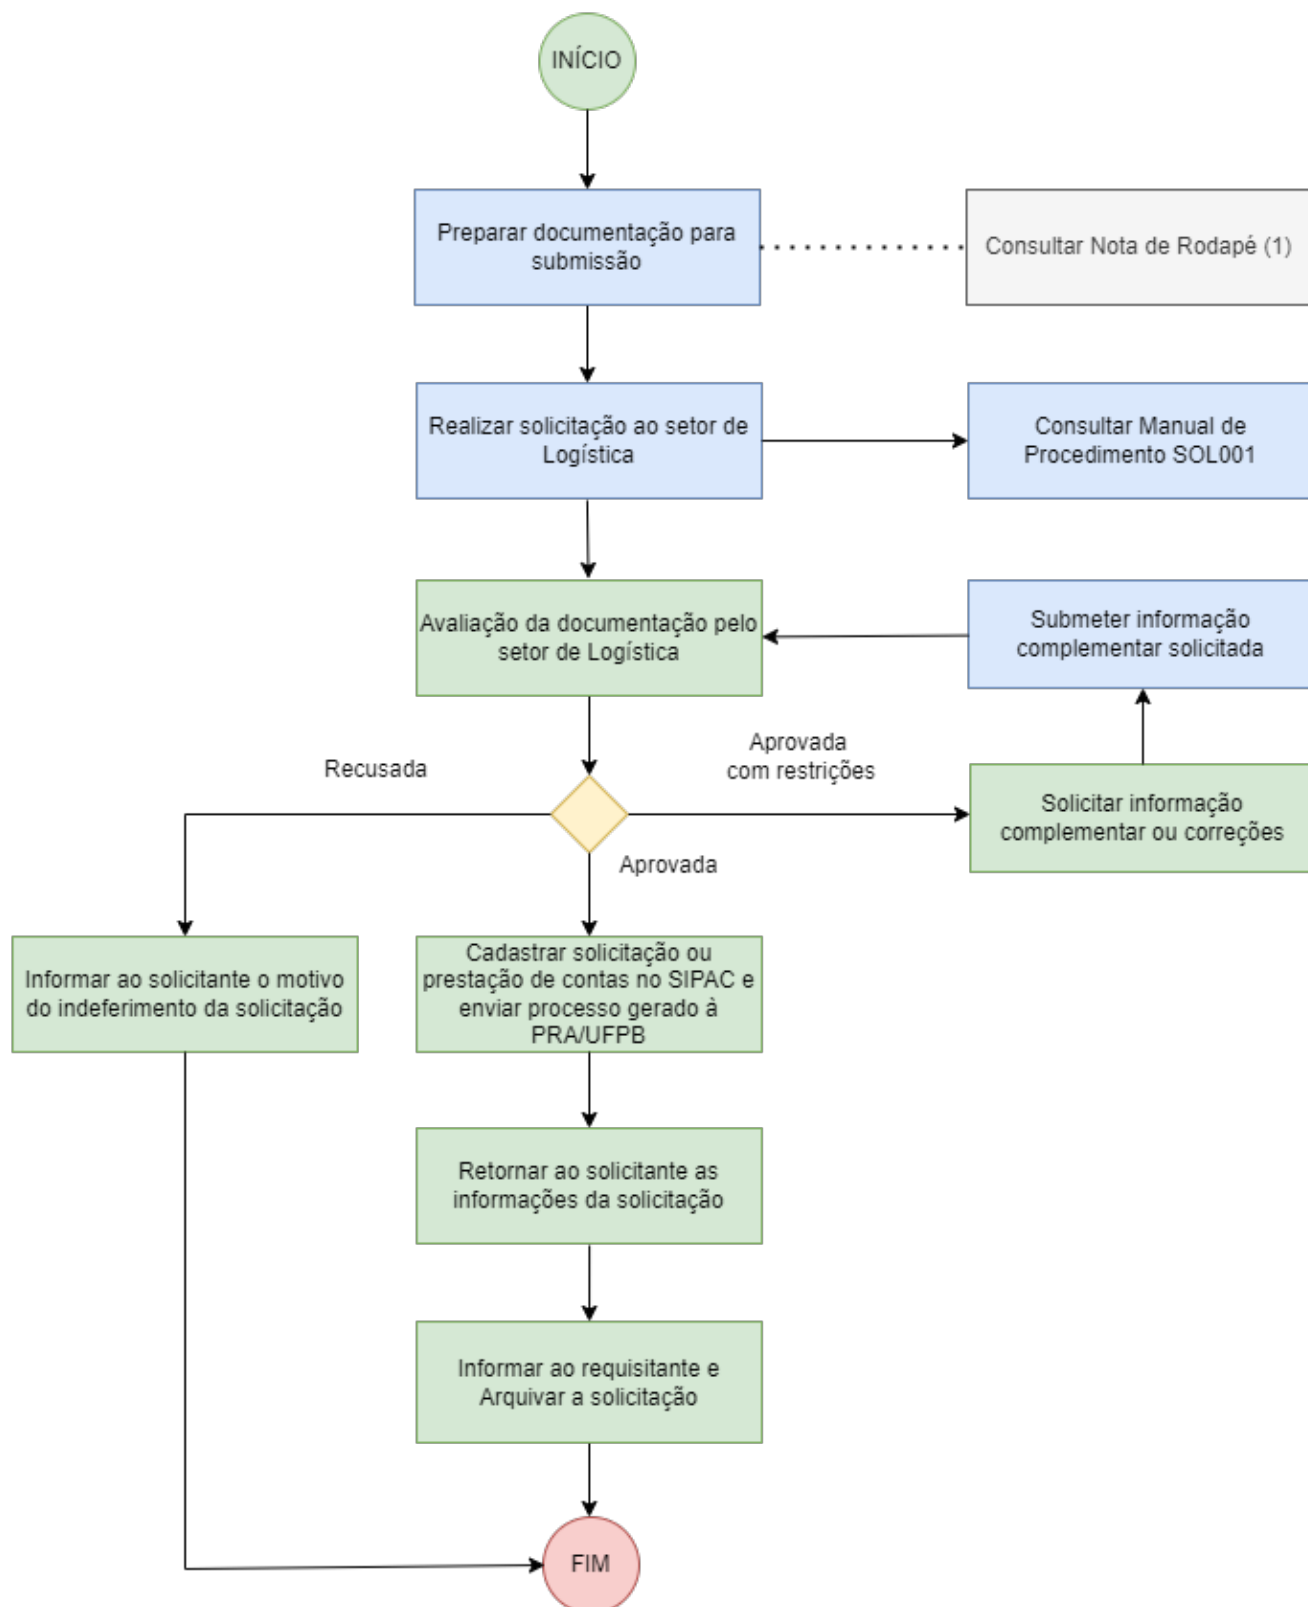 INÍCIO
Preparar documentação para
submissão
Consultar Nota de Rodapé (1)
Realizar solicitação ao setor de
Logística
Consultar Manual de
Procedimento SOL001
Avaliação da documentação pelo
setor de Logística
Submeter informação
complementar solicitada
Recusada
Aprovada
com restrições
Solicitar informação
complementar ou correções
Aprovada
Informar ao solicitante o motivo
do indeferimento da solicitação
Cadastrar solicitação ou
prestação de contas no SIPAC e
enviar processo gerado à
PRA/UFPB
Retornar ao solicitante as
informações da solicitação
Informar ao requisitante e
Arquivar a solicitação
FIM